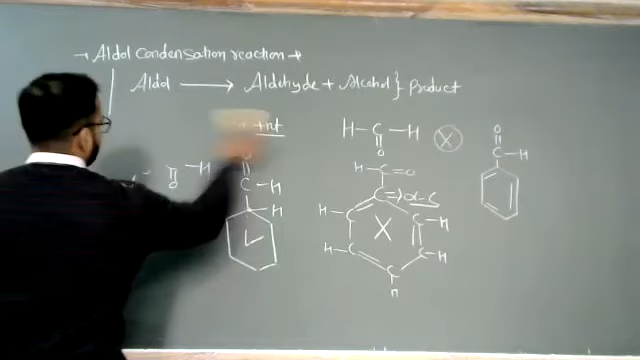 → Aldol Condensation reaction →
Aldol → Aldehyde + Alcohol } Product
H – C – H
O
X
O
C – H
H – C = O
C => α-C
O
C – H
H
H – C
C – H
X
H – C
C – H
C
H
O
H